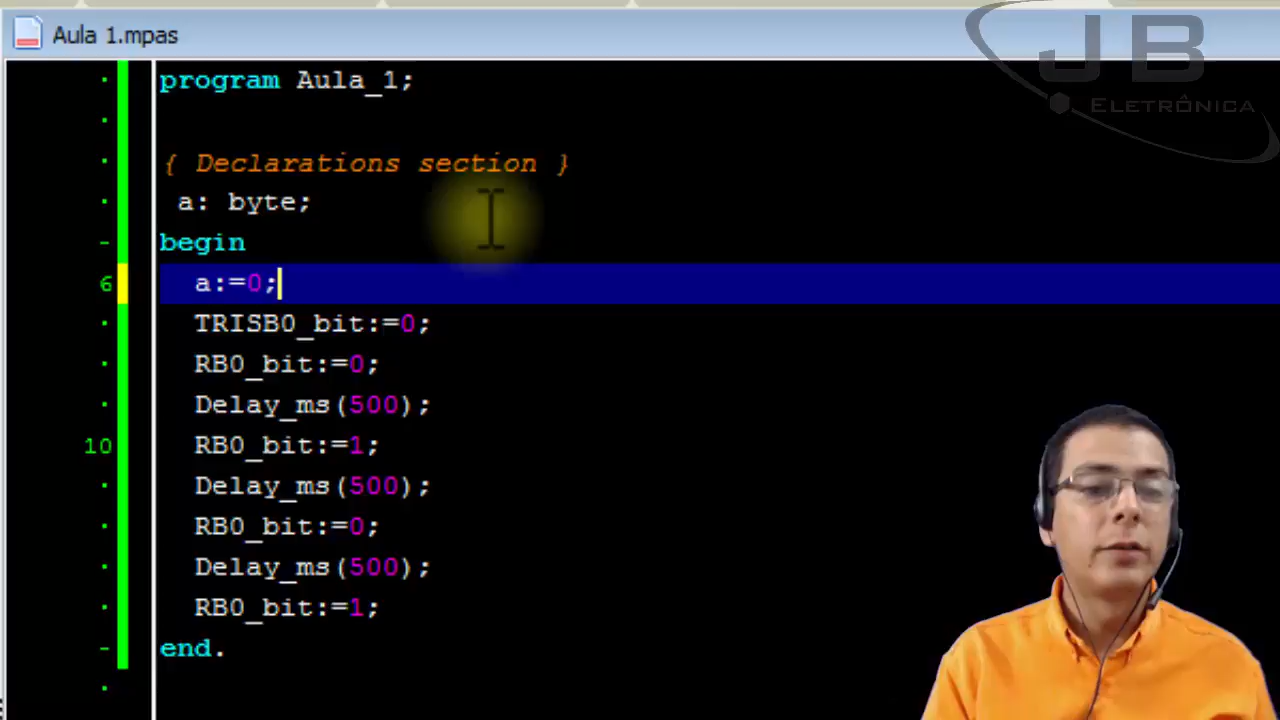 Aula 1.mpas
JB
ELETRÔNICA
program Aula_1;
{ Declarations section }
a: byte;
begin
6 a:=0;
TRISB0_bit:=0;
RB0_bit:=0;
Delay_ms(500);
10 RB0_bit:=1;
Delay_ms(500);
RB0_bit:=0;
Delay_ms(500);
RB0_bit:=1;
end.